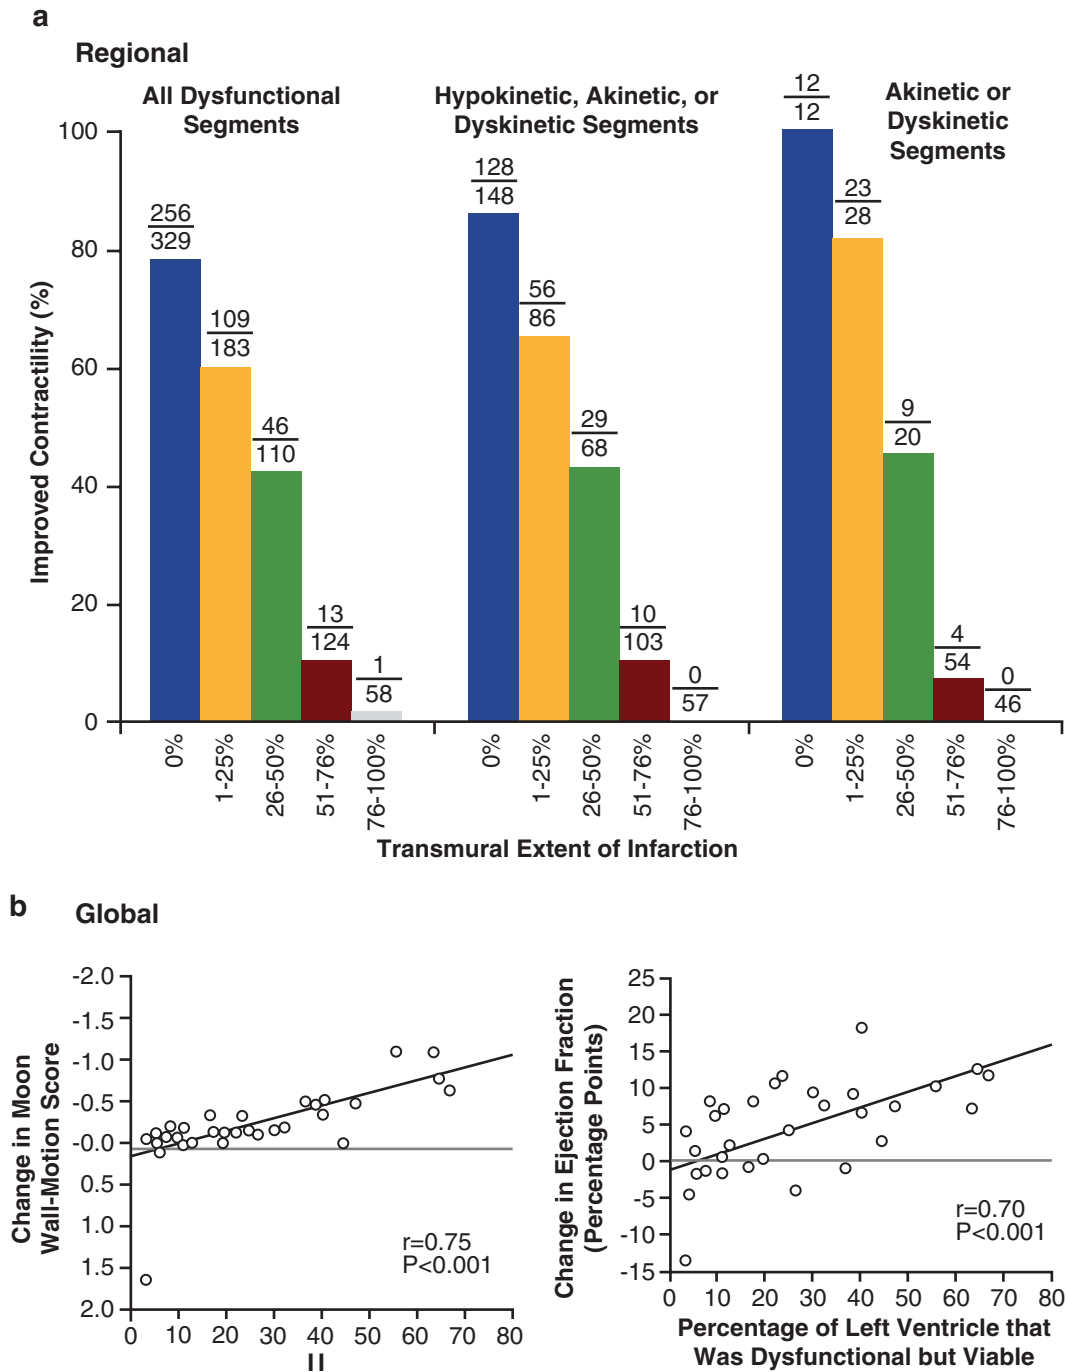 a
Regional
All Dysfunctional
Segments
Hypokinetic, Akinetic, or
Dyskinetic Segments
Akinetic or
Dyskinetic
Segments
Improved Contractility (%)
100
80
60
40
20
0
256
329
109
183
46
110
13
124
1
58
128
148
56
86
29
68
10
103
0
57
12
12
23
28
9
20
4
54
0
46
0%
1-25%
26-50%
51-76%
76-100%
0%
1-25%
26-50%
51-76%
76-100%
0%
1-25%
26-50%
51-76%
76-100%
Transmural Extent of Infarction
b
Global
Change in Moon
Wall-Motion Score
-2.0
-1.5
-1.0
-0.5
-0.0
0.5
1.0
1.5
2.0
r=0.75
P<0.001
0 10 20 30 40 50 60 70 80
Change in Ejection Fraction
(Percentage Points)
25
20
15
10
5
0
-5
-10
-15
r=0.70
P<0.001
0 10 20 30 40 50 60 70 80
Percentage of Left Ventricle that
Was Dysfunctional but Viable